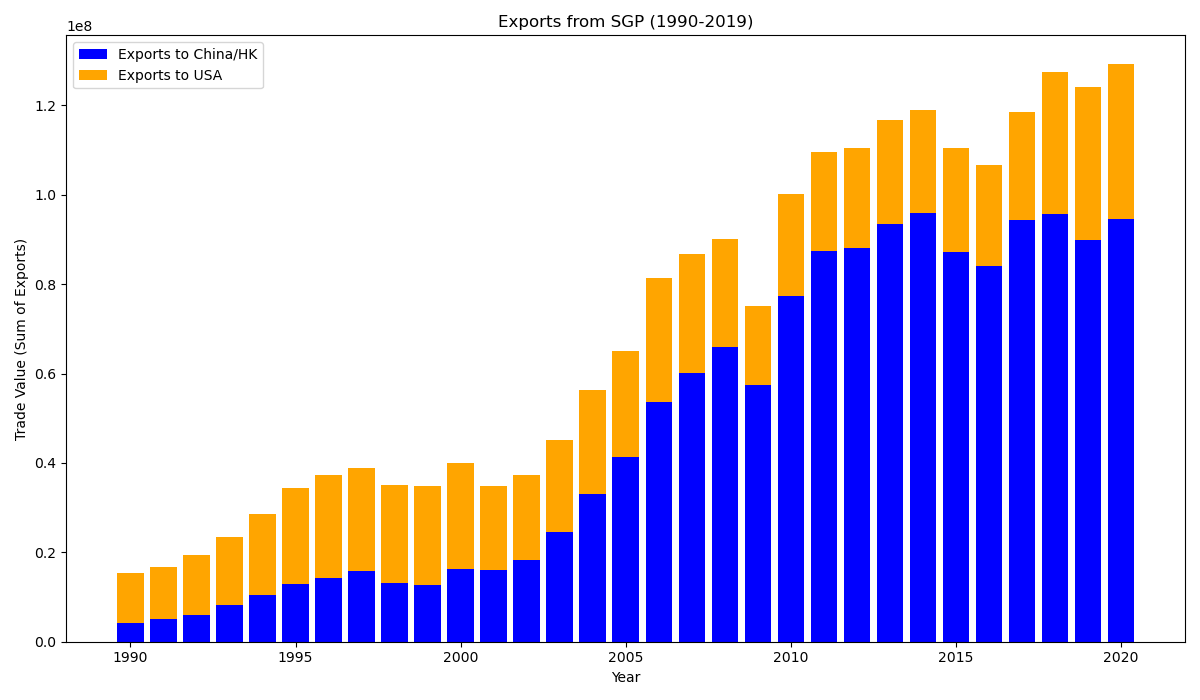 Exports from SGP (1990-2019)
1e8
Exports to China/HK
Exports to USA
Trade Value (Sum of Exports)
1.2
1.0
0.8
0.6
0.4
0.2
0.0
1990 1995 2000 2005 2010 2015 2020
Year